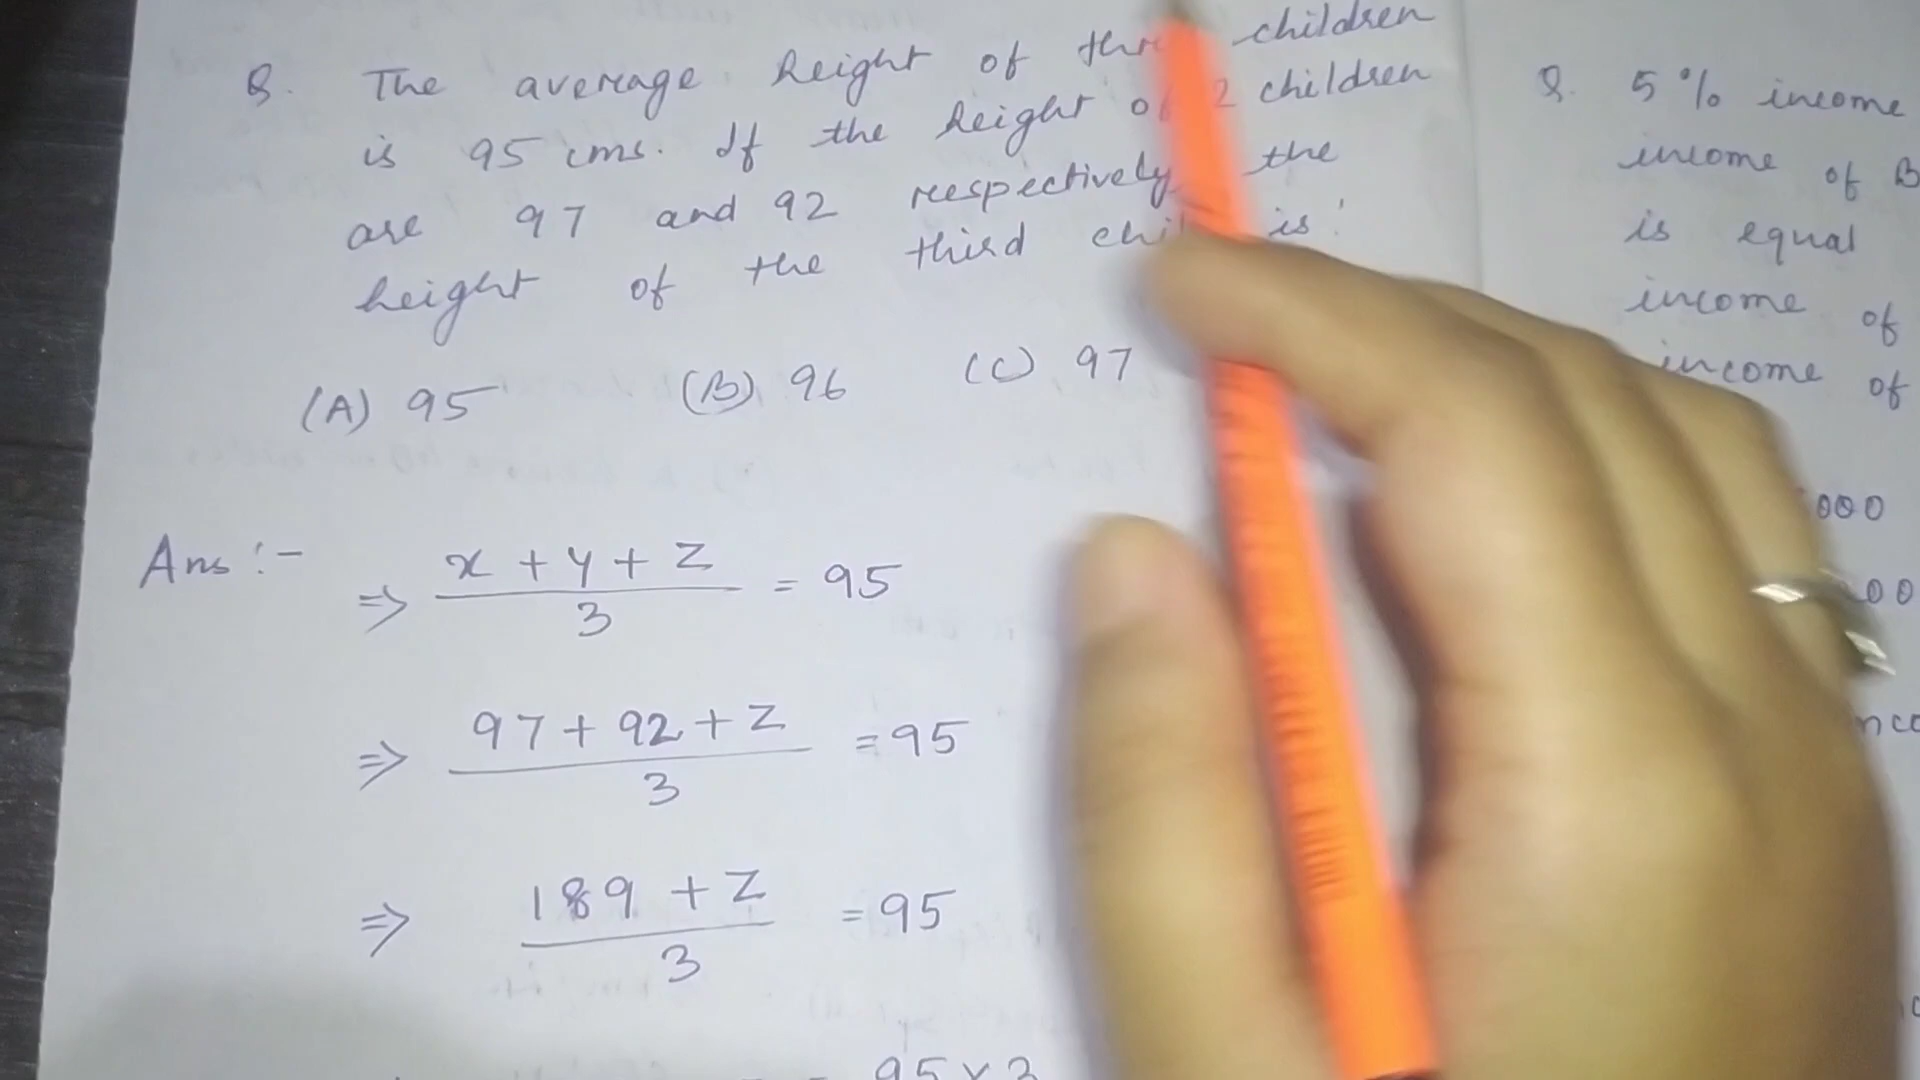 Q. The average height of children
is 95 cms. If the height of 2 children
are 97 and 92 respectively the
height of the third is
(A) 95 (B) 96 (C) 97
Ans :-
⇒ x + y + z / 3 = 95
⇒ 97 + 92 + z / 3 = 95
⇒ 189 + z / 3 = 95
= 95 x 3
Q. 5% income
income of B
is equal
income of
income of
000
00